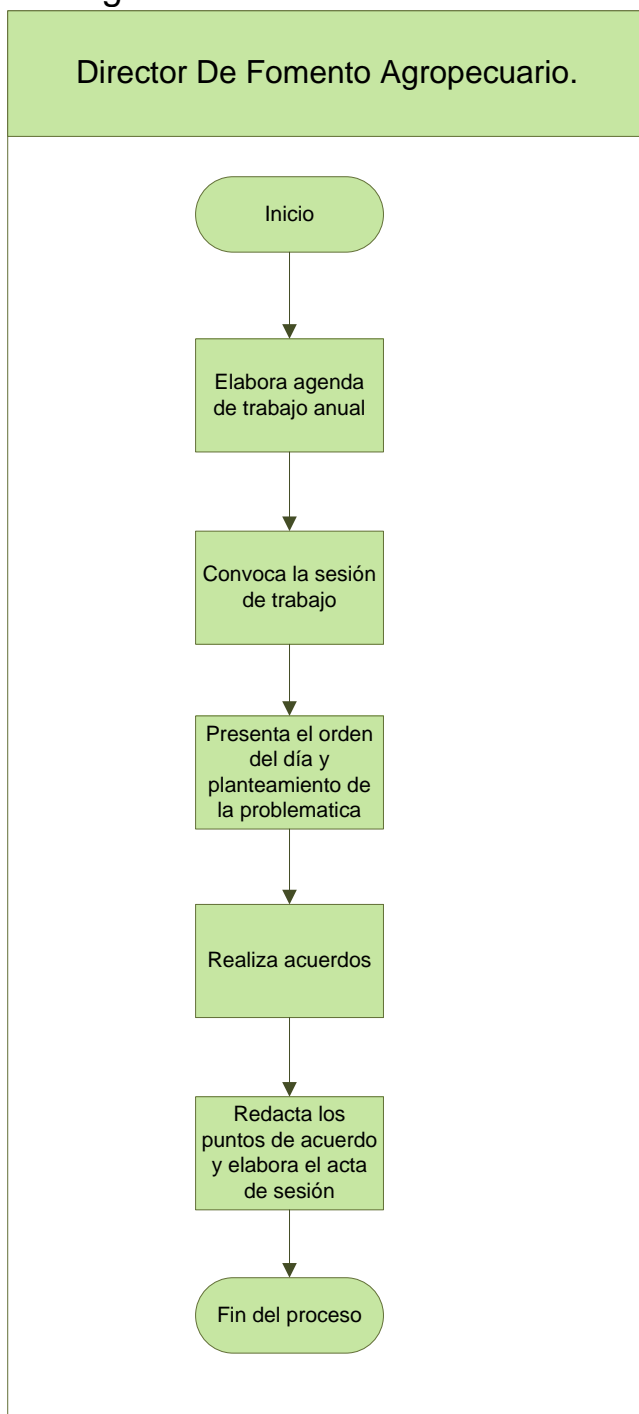 Director De Fomento Agropecuario.
Inicio
Elabora agenda
de trabajo anual
Convoca la sesión
de trabajo
Presenta el orden
del día y
planteamiento de
la problematica
Realiza acuerdos
Redacta los
puntos de acuerdo
y elabora el acta
de sesión
Fin del proceso